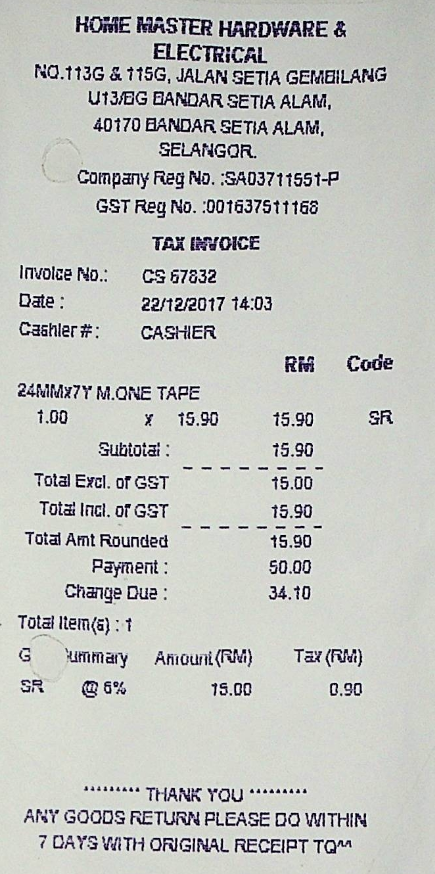 HOME MASTER HARDWARE &
ELECTRICAL
NO.113G & 115G, JALAN SETIA GEMBILANG
U13/BG BANDAR SETIA ALAM,
40170 BANDAR SETIA ALAM,
SELANGOR.
Company Reg No. :SA03711551-P
GST Reg No. :001637511168
TAX INVOICE
Invoice No.: CS 67832
Date : 22/12/2017 14:03
Cashier #: CASHIER
RM Code
24MMx7Y M.ONE TAPE
1.00 x 15.90 15.90 SR
Subtotal : 15.90
Total Excl. of GST 15.00
Total Incl. of GST 15.90
Total Amt Rounded 15.90
Payment : 50.00
Change Due : 34.10
Total Item(s) : 1
G ummary Amount(RM) Tax (RM)
SR @ 6% 15.00 0.90
********* THANK YOU *********
ANY GOODS RETURN PLEASE DO WITHIN
7 DAYS WITH ORIGINAL RECEIPT TQ^^